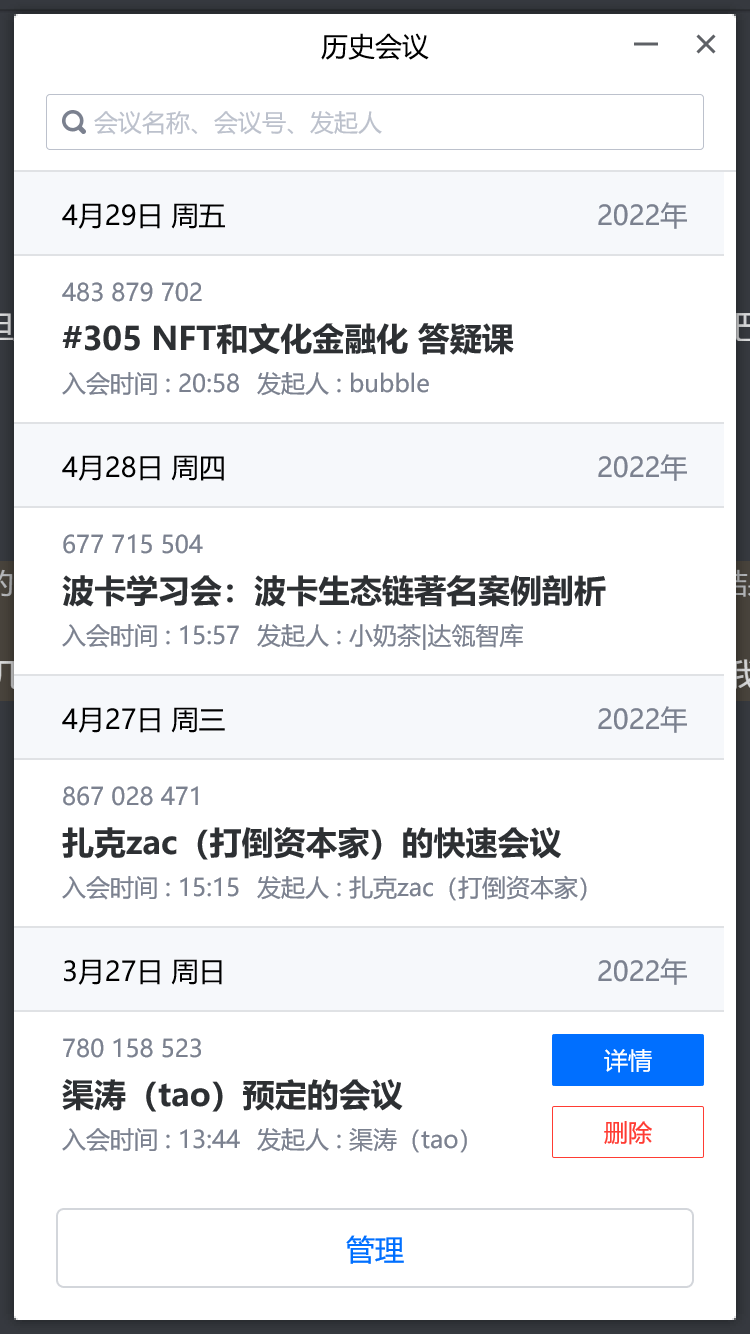 历史会议
会议名称、会议号、发起人
4月29日 周五 2022年
483 879 702
#305 NFT和文化金融化 答疑课
入会时间 : 20:58 发起人 : bubble
4月28日 周四 2022年
677 715 504
波卡学习会：波卡生态链著名案例剖析
入会时间 : 15:57 发起人 : 小奶茶|达瓴智库
的
4月27日 周三 2022年
867 028 471
扎克zac（打倒资本家）的快速会议
入会时间 : 15:15 发起人 : 扎克zac（打倒资本家）
3月27日 周日 2022年
780 158 523
渠涛（tao）预定的会议
入会时间 : 13:44 发起人 : 渠涛（tao）
详情
删除
管理